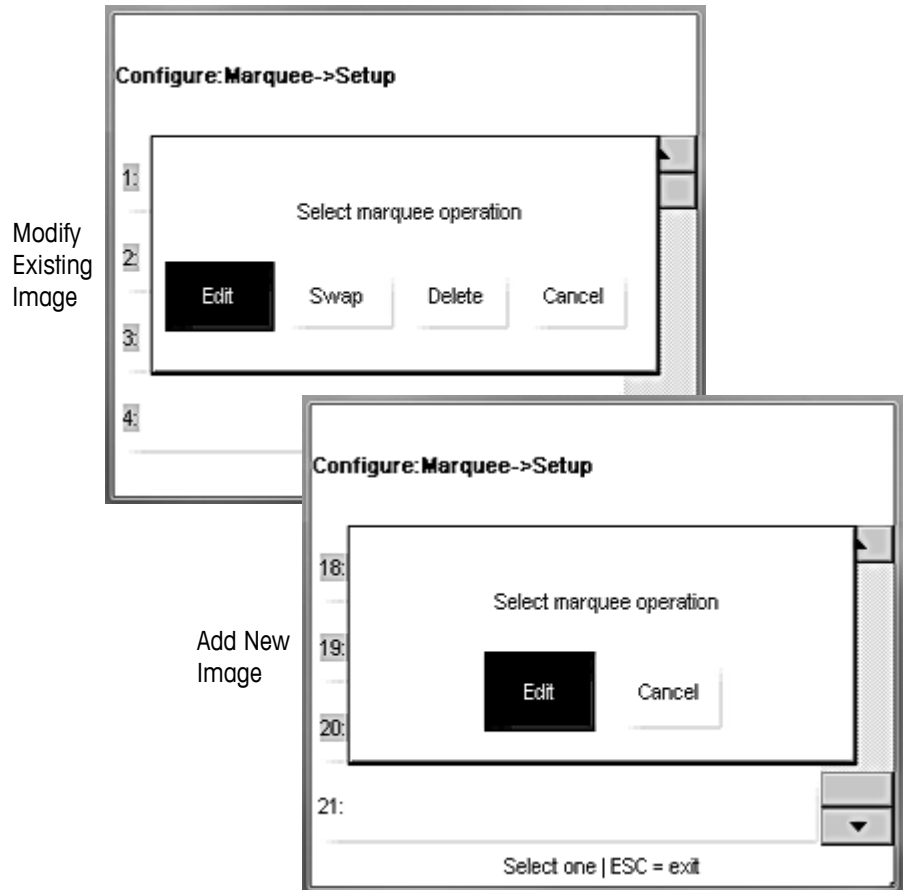 Configure:Marquee->Setup
1:
Select marquee operation
Modify
Existing
Image
2:
Edit Swap Delete Cancel
3:
4:
Configure:Marquee->Setup
18:
Select marquee operation
Add New
Image
19:
Edit Cancel
20:
21:
Select one | ESC = exit